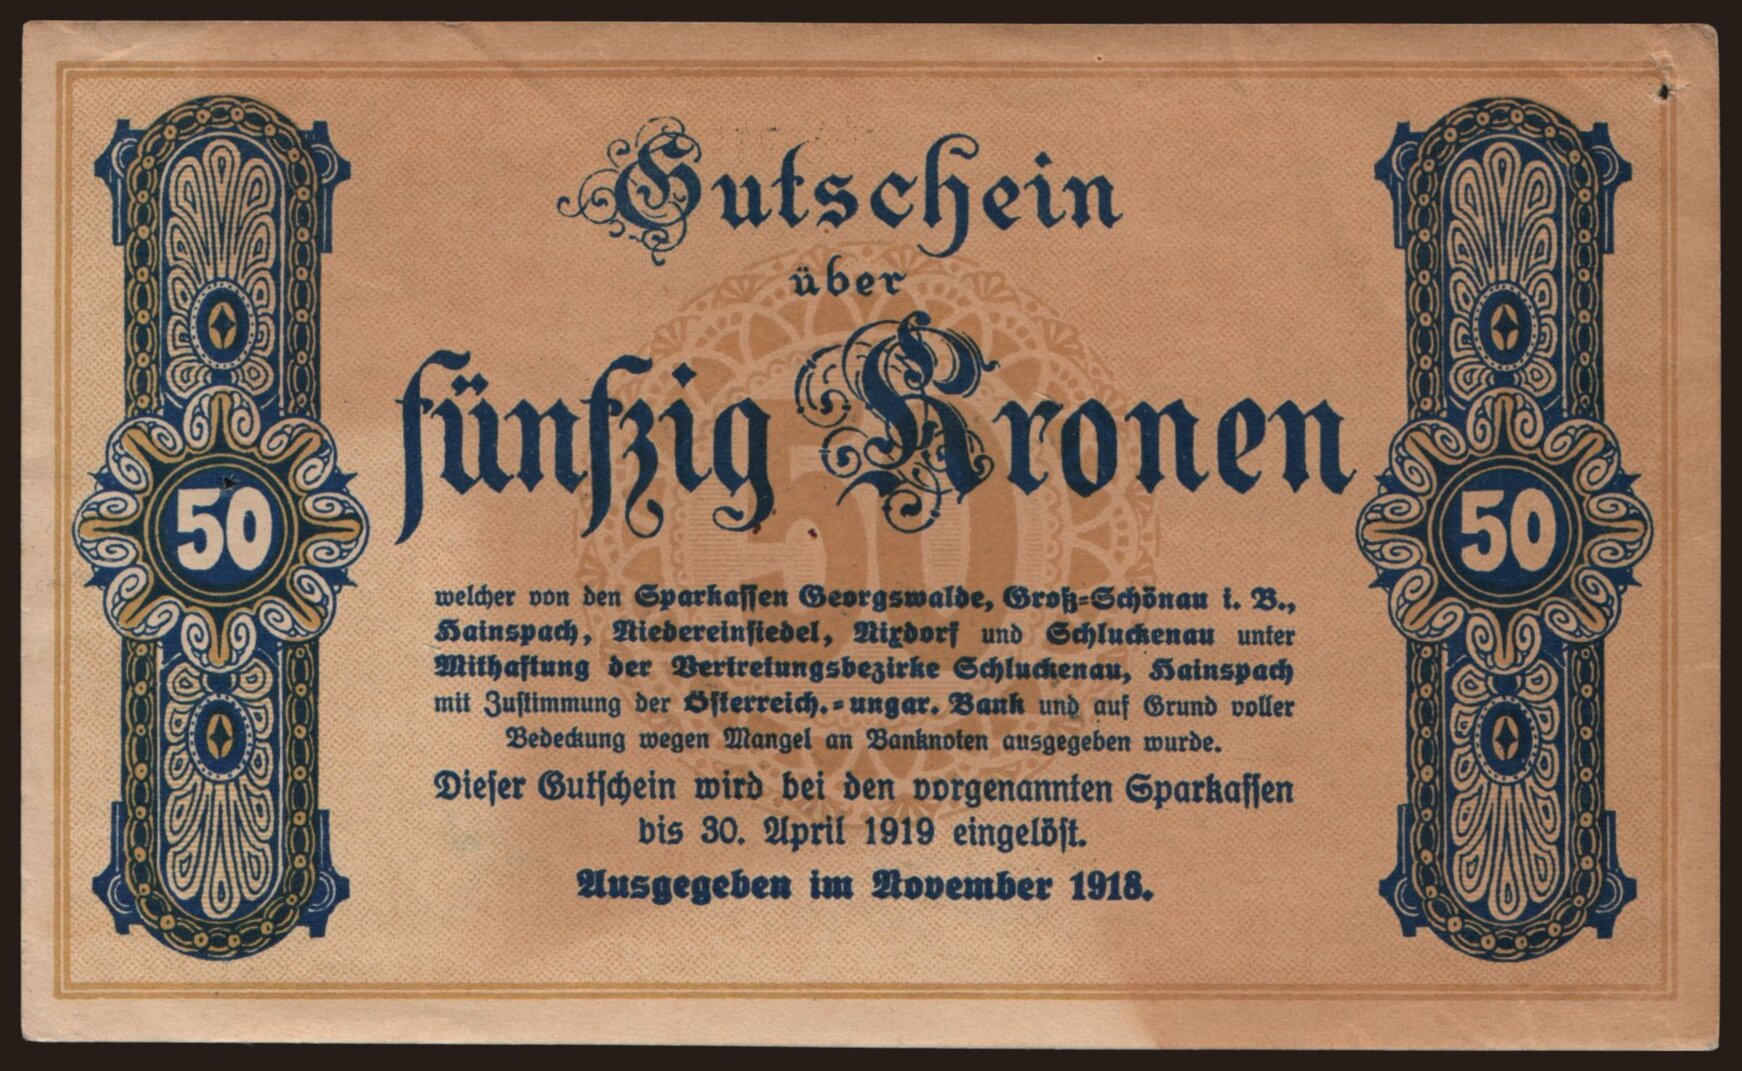 Gutschein
über
fünfzig Kronen
50
50
50
welcher von den Sparkassen Georgswalde, Groß-Schönau i. B.,
Hainspach, Niedereinsiedel, Nixdorf und Schluckenau unter
Mithaftung der Vertretungsbezirke Schluckenau, Hainspach
mit Zustimmung der Österreich.-ungar. Bank und auf Grund voller
Bedeckung wegen Mangel an Banknoten ausgegeben wurde.
Dieser Gutschein wird bei den vorgenannten Sparkassen
bis 30. April 1919 eingelöst.
Ausgegeben im November 1918.